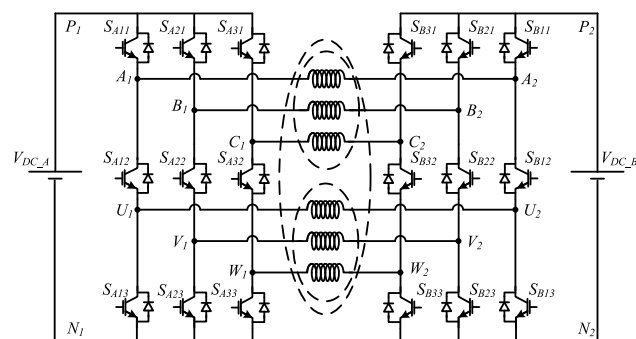 P1 SA11 SA21 SA31 SB31 SB21 SB11 P2
A1 A2
B1 B2
C1 C2
VDC_A SA12 SA22 SA32 SB32 SB22 SB12 VDC_B
U1 U2
V1 V2
W1 W2
SA13 SA23 SA33 SB33 SB23 SB13
N1 N2